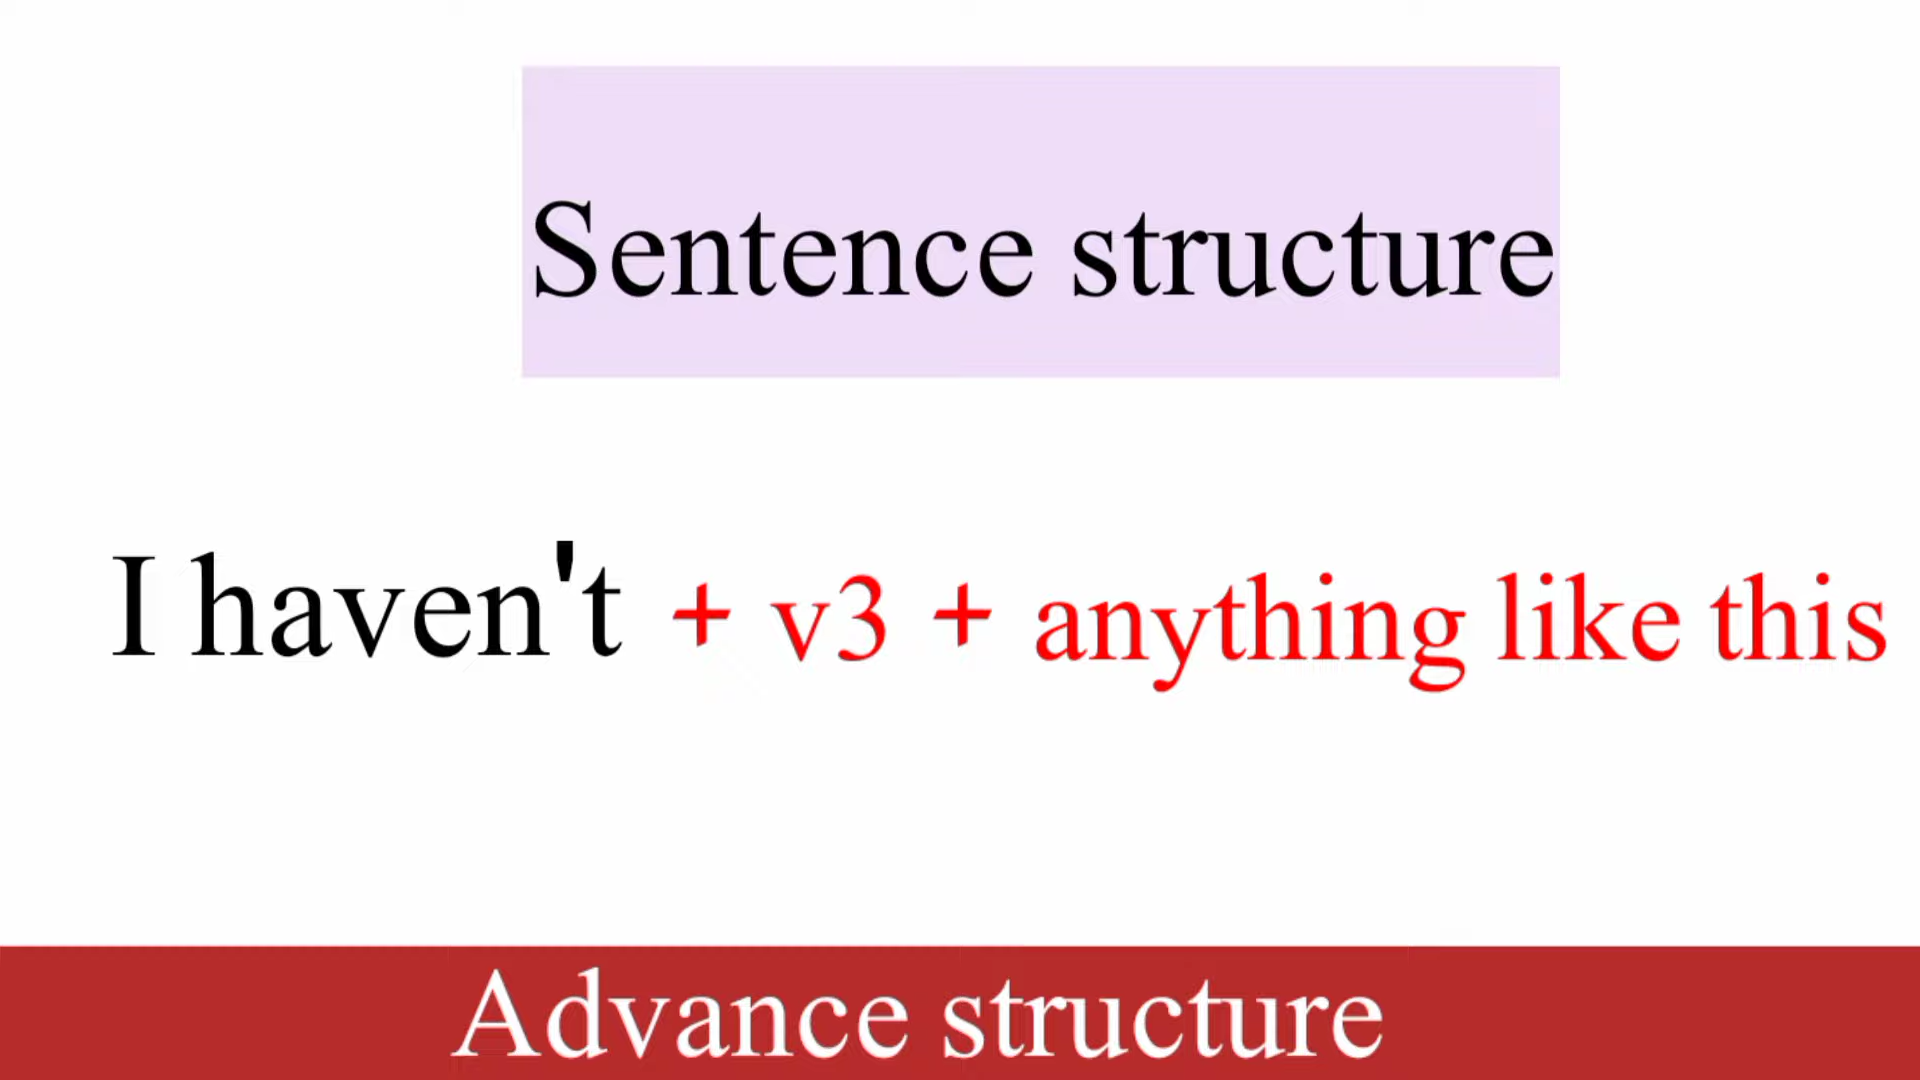 Sentence structure
I haven't + v3 + anything like this
Advance structure